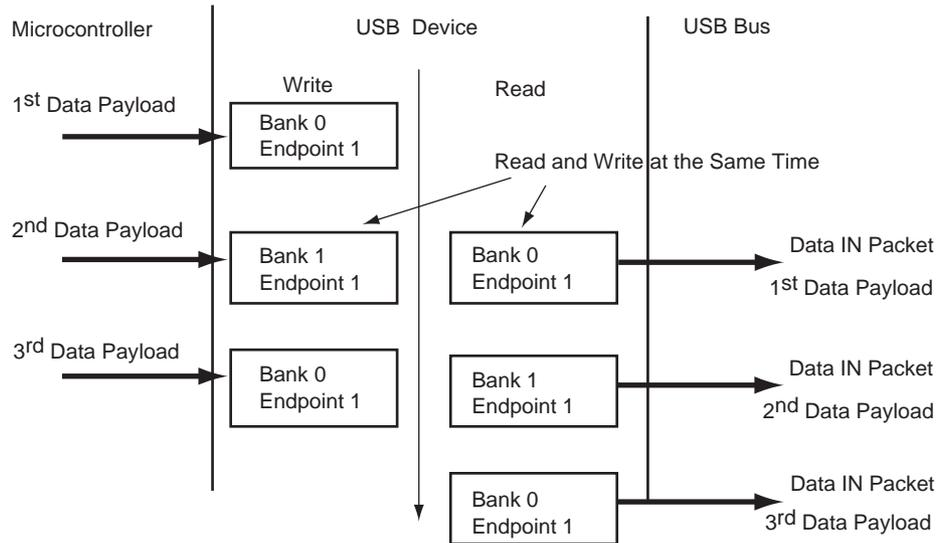 Microcontroller USB Device USB Bus
Write
Read
1st Data Payload
Bank 0
Endpoint 1
Read and Write at the Same Time
2nd Data Payload
Bank 1
Endpoint 1
Bank 0
Endpoint 1
Data IN Packet
1st Data Payload
3rd Data Payload
Bank 0
Endpoint 1
Bank 1
Endpoint 1
Data IN Packet
2nd Data Payload
Bank 0
Endpoint 1
Data IN Packet
3rd Data Payload